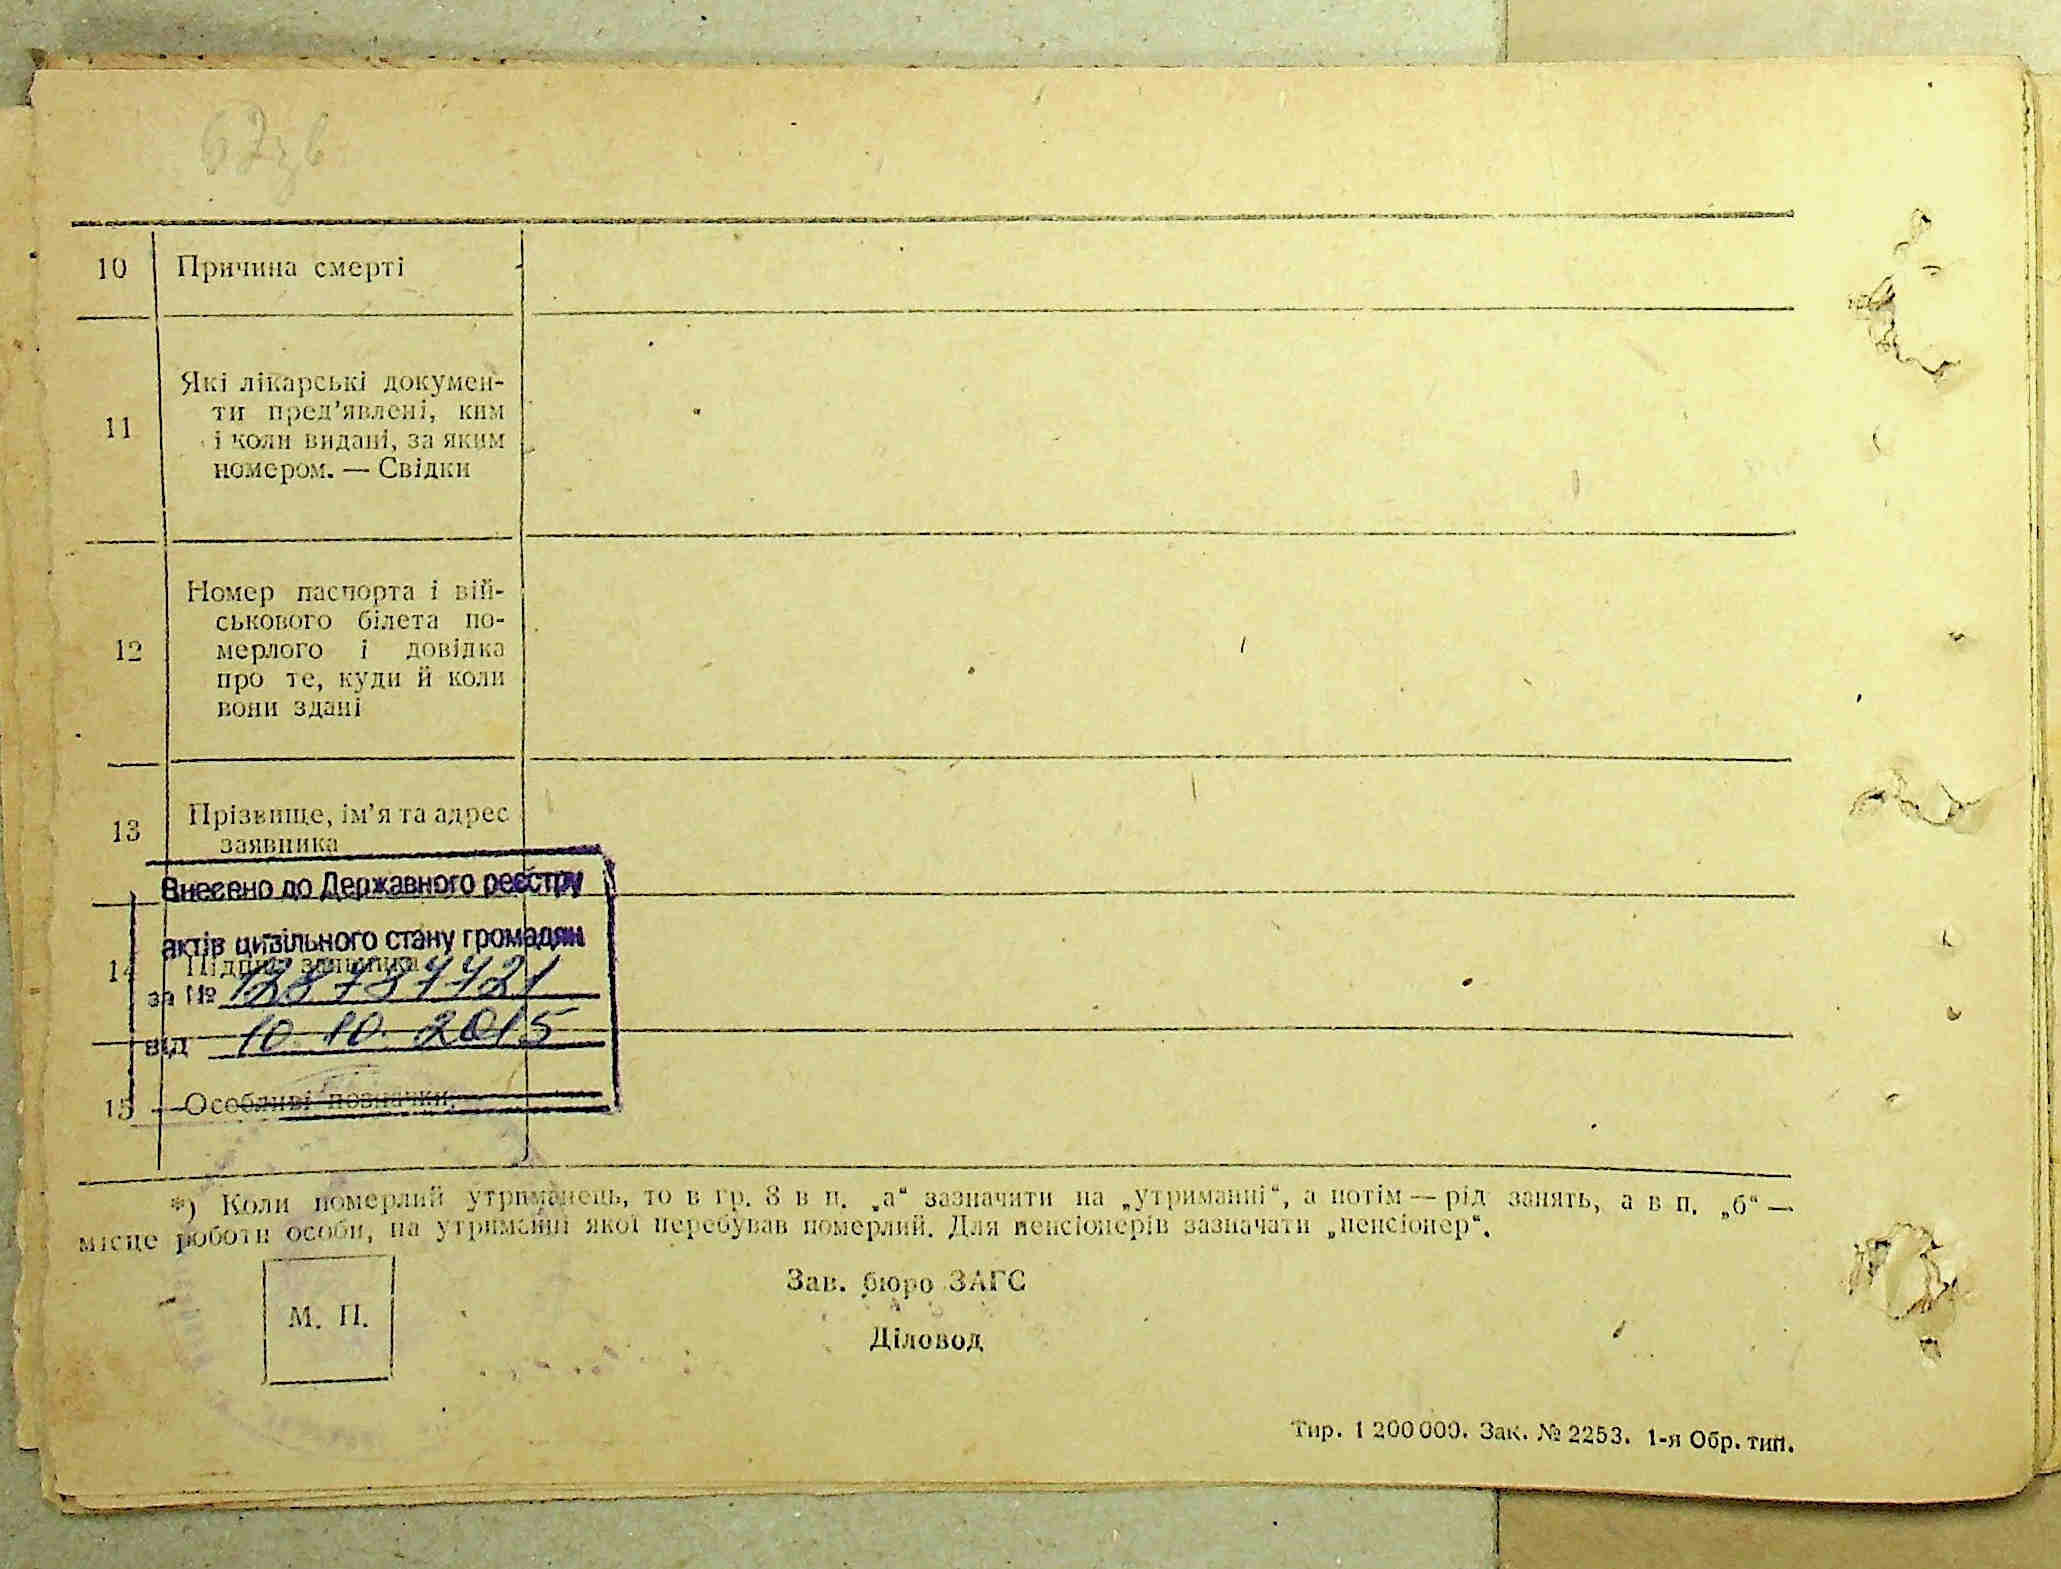 67зв
10 Причина смерті
11 Які лікарські докумен-
ти пред'явлені, ким
і коли видані, за яким
номером. — Свідки
12 Номер паспорта і вій-
ськового білета по-
мерлого і довідка
про те, куди й коли
вони здані
13 Прізвище, ім'я та адрес
заявника
Внесено до Державного реєстру
актів цивільного стану громадян
14 Підпис заявника
за №
від 10.10.2015
15 Особливі позначки
*) Коли померлий утриманець, то в гр. 8 в п. „а“ зазначити на „утриманні“, а потім — рід занять, а в п. „б“ —
місце роботи особи, на утриманні якої перебував померлий. Для пенсіонерів зазначати „пенсіонер“.
Зав. бюро ЗАГС
М. П.
Діловод
Тир. 1 200 000. Зак. № 2253. 1-я Обр. тип.